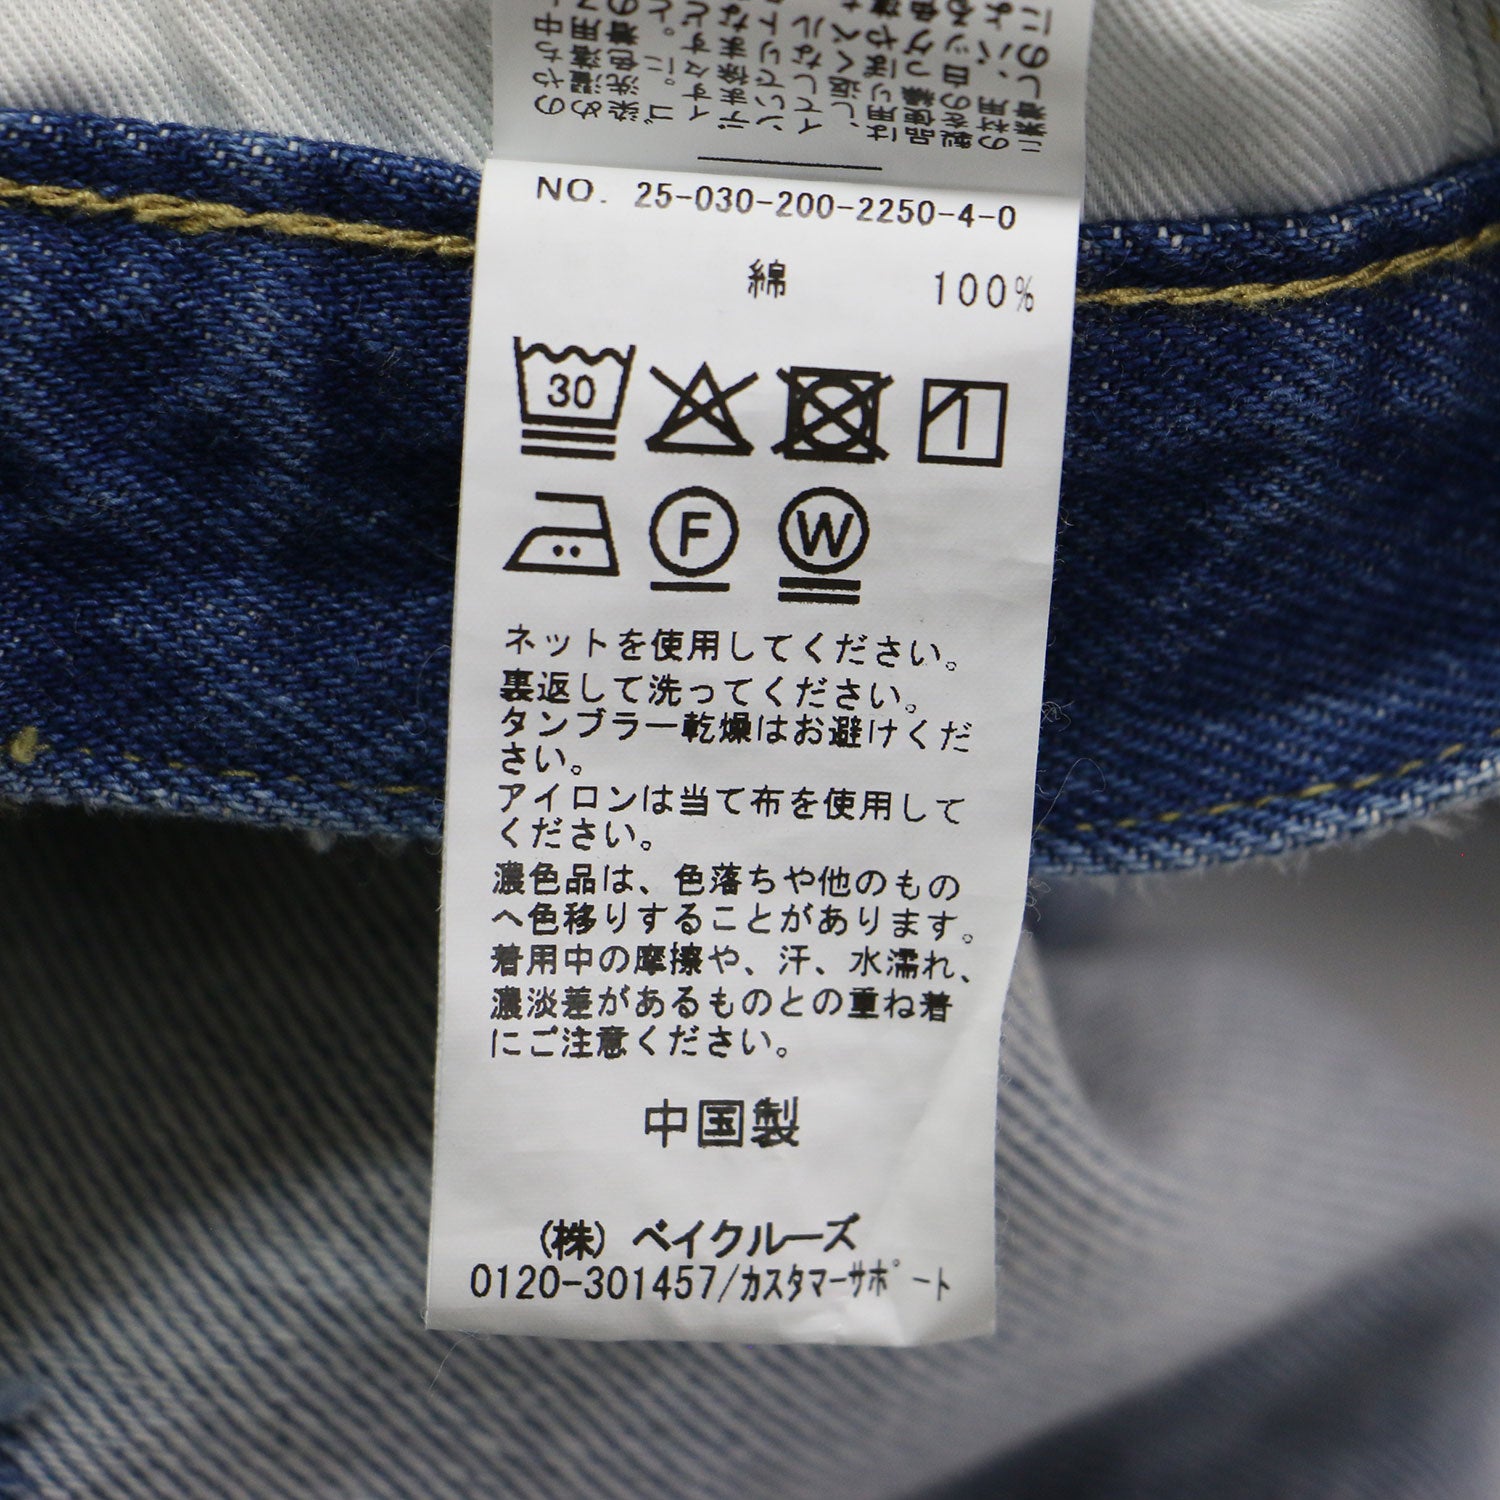 NO. 25-030-200-2250-4-0
綿 100%
30
F W
ネットを使用してください。
裏返して洗ってください。
タンブラー乾燥はお避けくだ
さい。
アイロンは当て布を使用して
ください。
濃色品は、色落ちや他のもの
へ色移りすることがあります。
着用中の摩擦や、汗、水濡れ、
濃淡差があるものとの重ね着
にご注意ください。
中国製
(株) ベイクルーズ
0120-301457/カスタマーサポート